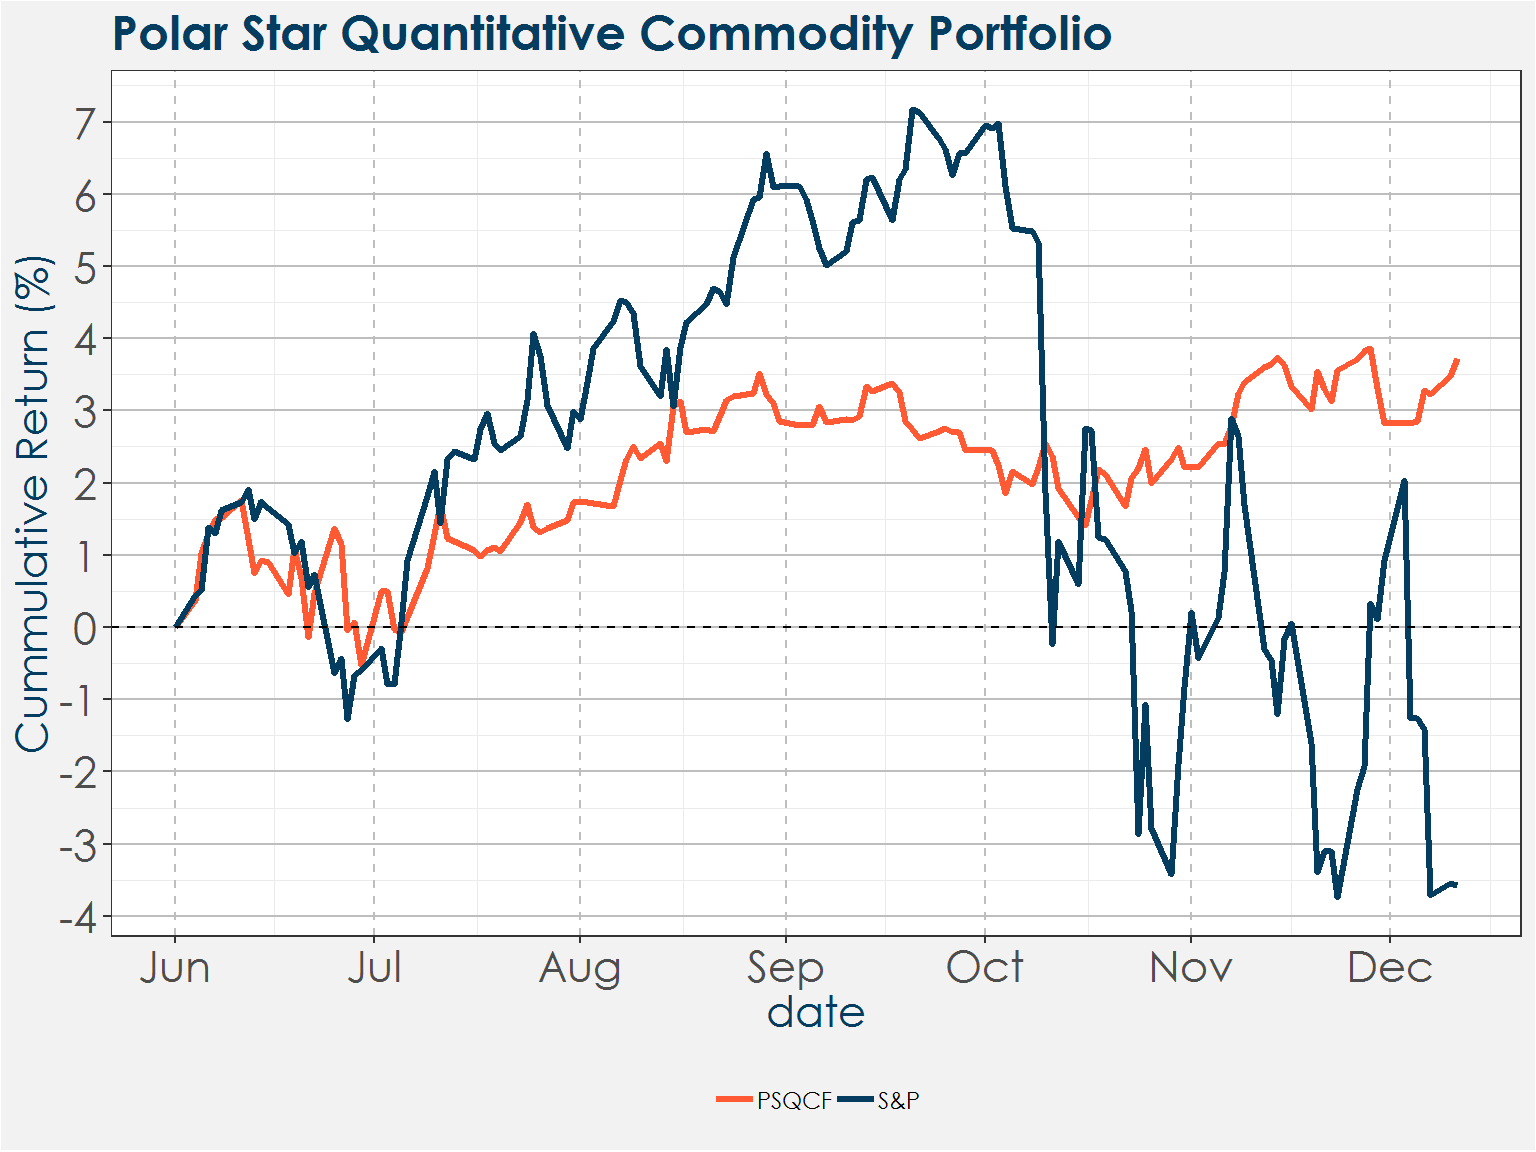 Polar Star Quantitative Commodity Portfolio
Cummulative Return (%)
7
6
5
4
3
2
1
0
-1
-2
-3
-4
Jun Jul Aug Sep Oct Nov Dec
date
PSQCF S&P